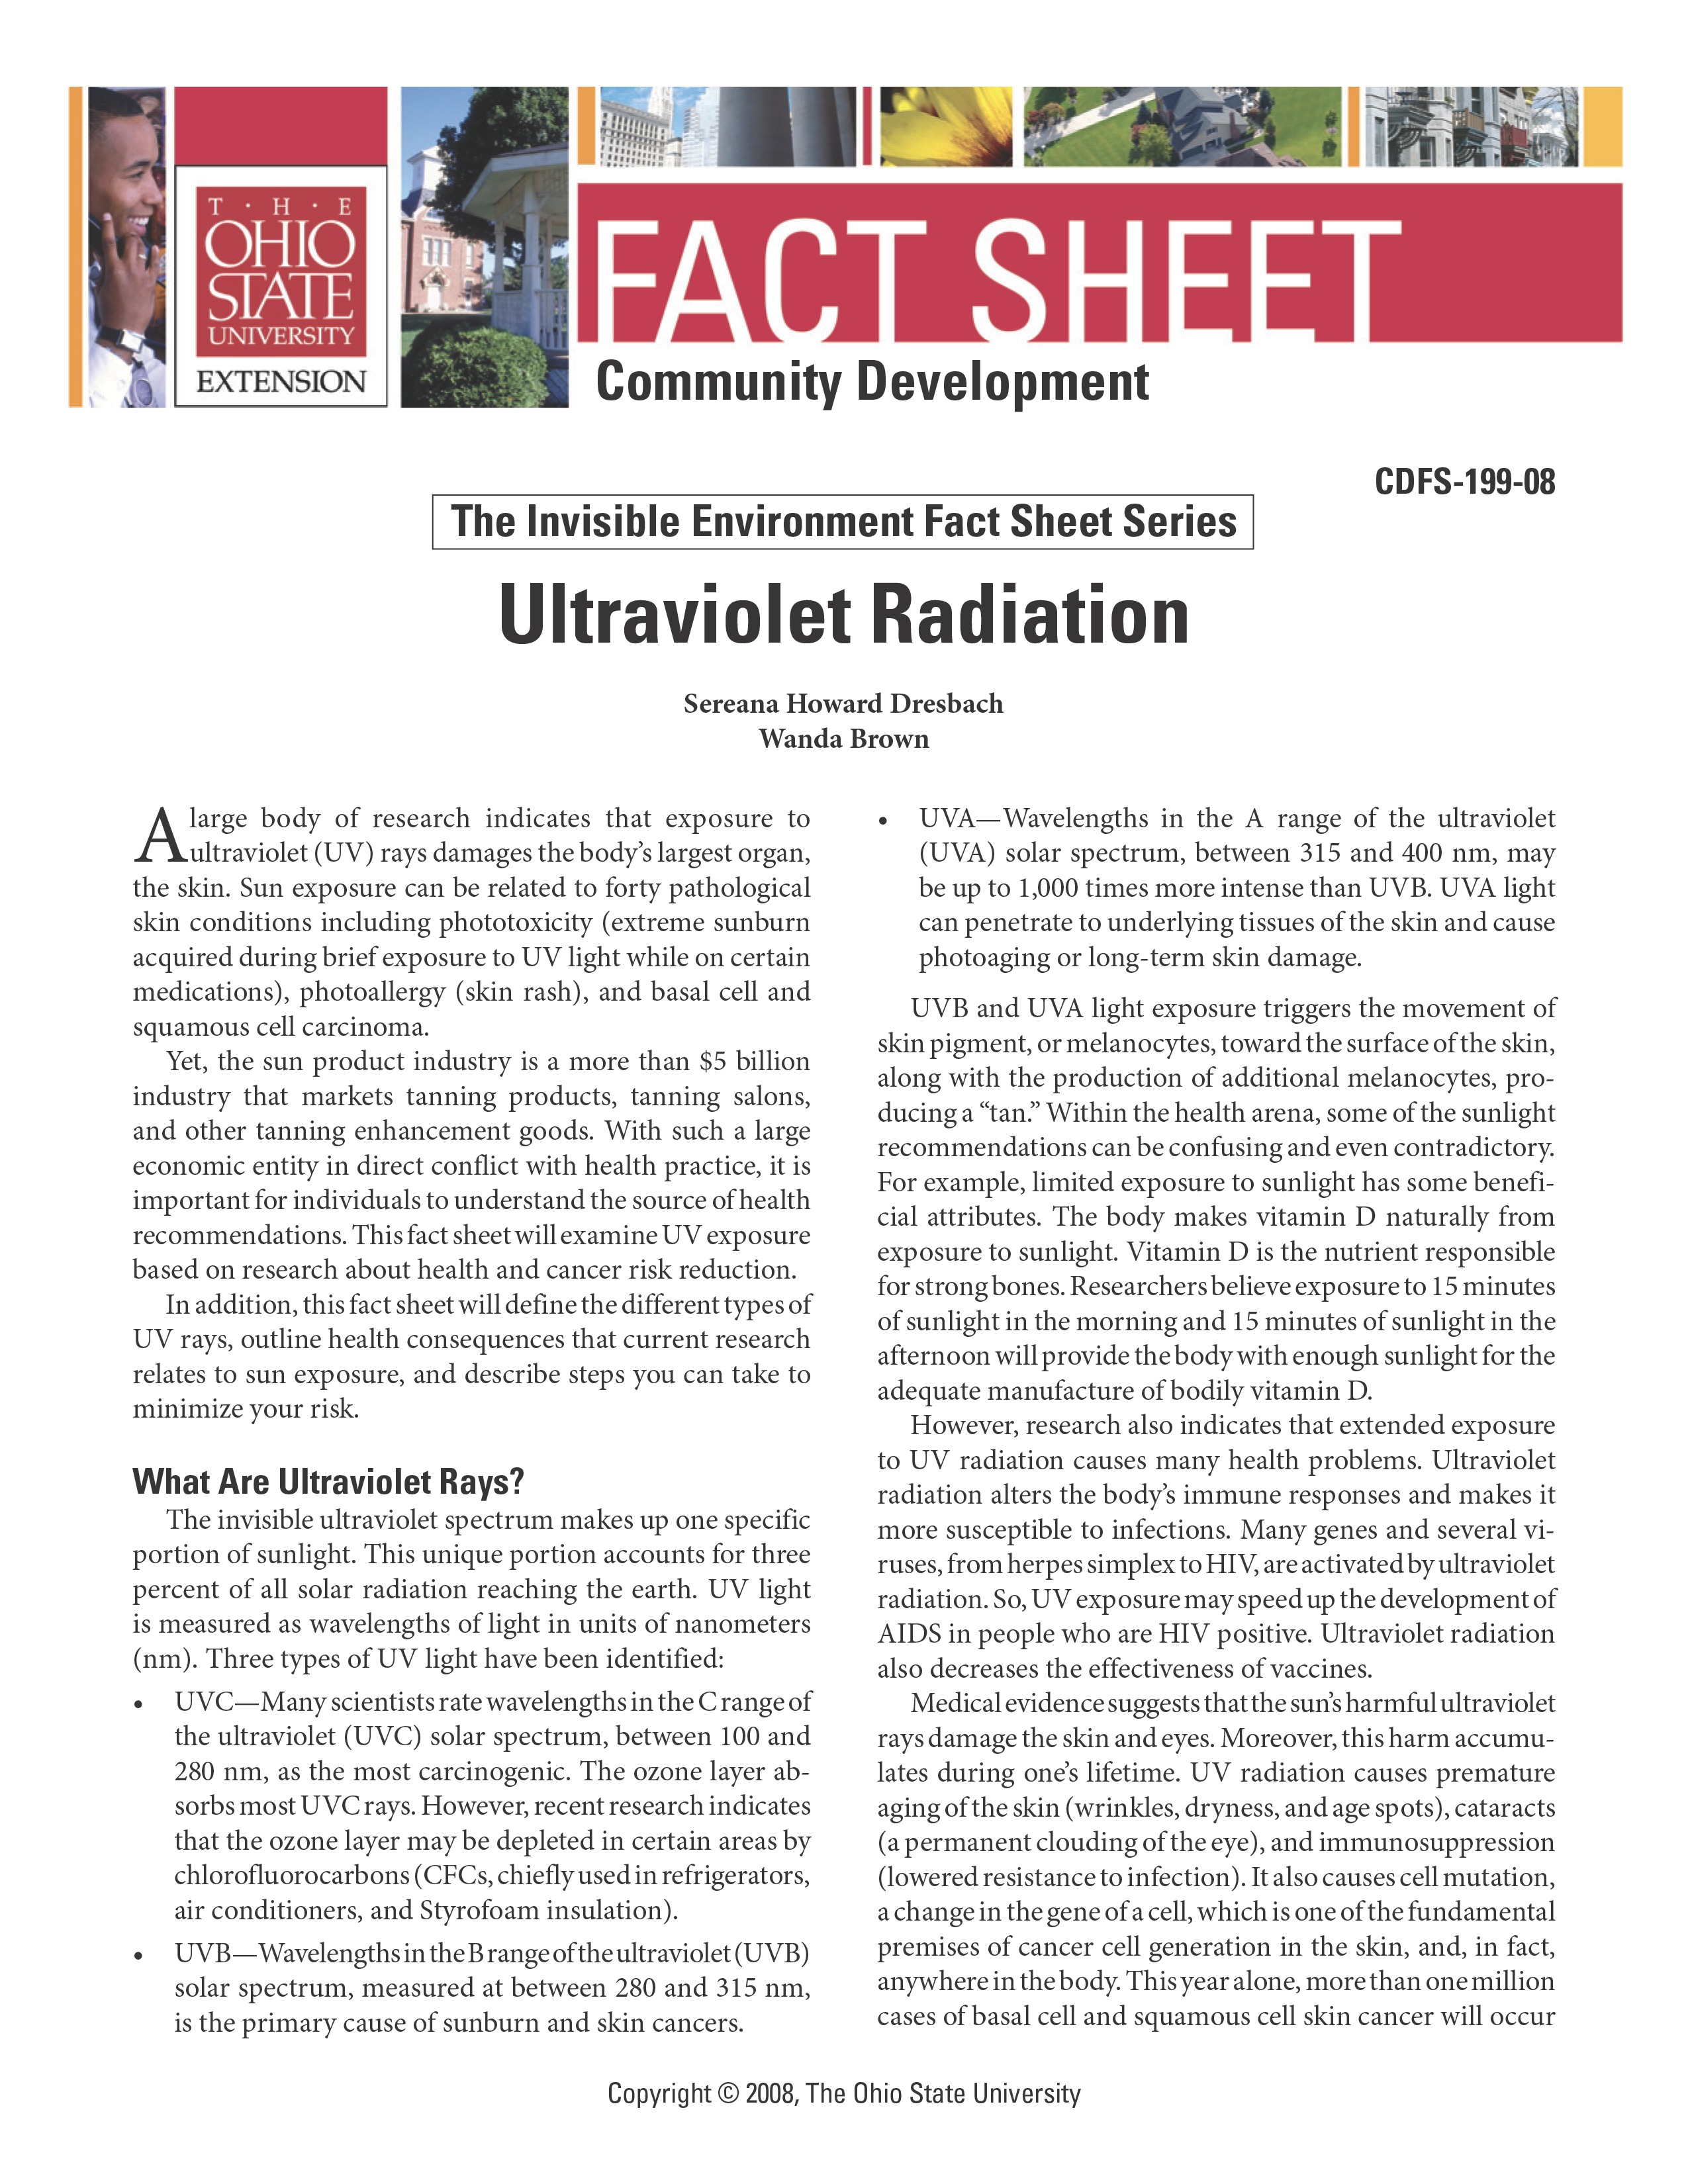 T · H · E
OHIO
STATE
UNIVERSITY
EXTENSION
FACT SHEET
Community Development
CDFS-199-08
The Invisible Environment Fact Sheet Series
Ultraviolet Radiation
Sereana Howard Dresbach
Wanda Brown
A large body of research indicates that exposure to
ultraviolet (UV) rays damages the body’s largest organ,
the skin. Sun exposure can be related to forty pathological
skin conditions including phototoxicity (extreme sunburn
acquired during brief exposure to UV light while on certain
medications), photoallergy (skin rash), and basal cell and
squamous cell carcinoma.
Yet, the sun product industry is a more than $5 billion
industry that markets tanning products, tanning salons,
and other tanning enhancement goods. With such a large
economic entity in direct conflict with health practice, it is
important for individuals to understand the source of health
recommendations. This fact sheet will examine UV exposure
based on research about health and cancer risk reduction.
In addition, this fact sheet will define the different types of
UV rays, outline health consequences that current research
relates to sun exposure, and describe steps you can take to
minimize your risk.
What Are Ultraviolet Rays?
The invisible ultraviolet spectrum makes up one specific
portion of sunlight. This unique portion accounts for three
percent of all solar radiation reaching the earth. UV light
is measured as wavelengths of light in units of nanometers
(nm). Three types of UV light have been identified:
• UVC—Many scientists rate wavelengths in the C range of
the ultraviolet (UVC) solar spectrum, between 100 and
280 nm, as the most carcinogenic. The ozone layer ab-
sorbs most UVC rays. However, recent research indicates
that the ozone layer may be depleted in certain areas by
chlorofluorocarbons (CFCs, chiefly used in refrigerators,
air conditioners, and Styrofoam insulation).
• UVB—Wavelengths in the B range of the ultraviolet (UVB)
solar spectrum, measured at between 280 and 315 nm,
is the primary cause of sunburn and skin cancers.
• UVA—Wavelengths in the A range of the ultraviolet
(UVA) solar spectrum, between 315 and 400 nm, may
be up to 1,000 times more intense than UVB. UVA light
can penetrate to underlying tissues of the skin and cause
photoaging or long-term skin damage.
UVB and UVA light exposure triggers the movement of
skin pigment, or melanocytes, toward the surface of the skin,
along with the production of additional melanocytes, pro-
ducing a “tan.” Within the health arena, some of the sunlight
recommendations can be confusing and even contradictory.
For example, limited exposure to sunlight has some benefi-
cial attributes. The body makes vitamin D naturally from
exposure to sunlight. Vitamin D is the nutrient responsible
for strong bones. Researchers believe exposure to 15 minutes
of sunlight in the morning and 15 minutes of sunlight in the
afternoon will provide the body with enough sunlight for the
adequate manufacture of bodily vitamin D.
However, research also indicates that extended exposure
to UV radiation causes many health problems. Ultraviolet
radiation alters the body’s immune responses and makes it
more susceptible to infections. Many genes and several vi-
ruses, from herpes simplex to HIV, are activated by ultraviolet
radiation. So, UV exposure may speed up the development of
AIDS in people who are HIV positive. Ultraviolet radiation
also decreases the effectiveness of vaccines.
Medical evidence suggests that the sun’s harmful ultraviolet
rays damage the skin and eyes. Moreover, this harm accumu-
lates during one’s lifetime. UV radiation causes premature
aging of the skin (wrinkles, dryness, and age spots), cataracts
(a permanent clouding of the eye), and immunosuppression
(lowered resistance to infection). It also causes cell mutation,
a change in the gene of a cell, which is one of the fundamental
premises of cancer cell generation in the skin, and, in fact,
anywhere in the body. This year alone, more than one million
cases of basal cell and squamous cell skin cancer will occur
Copyright © 2008, The Ohio State University